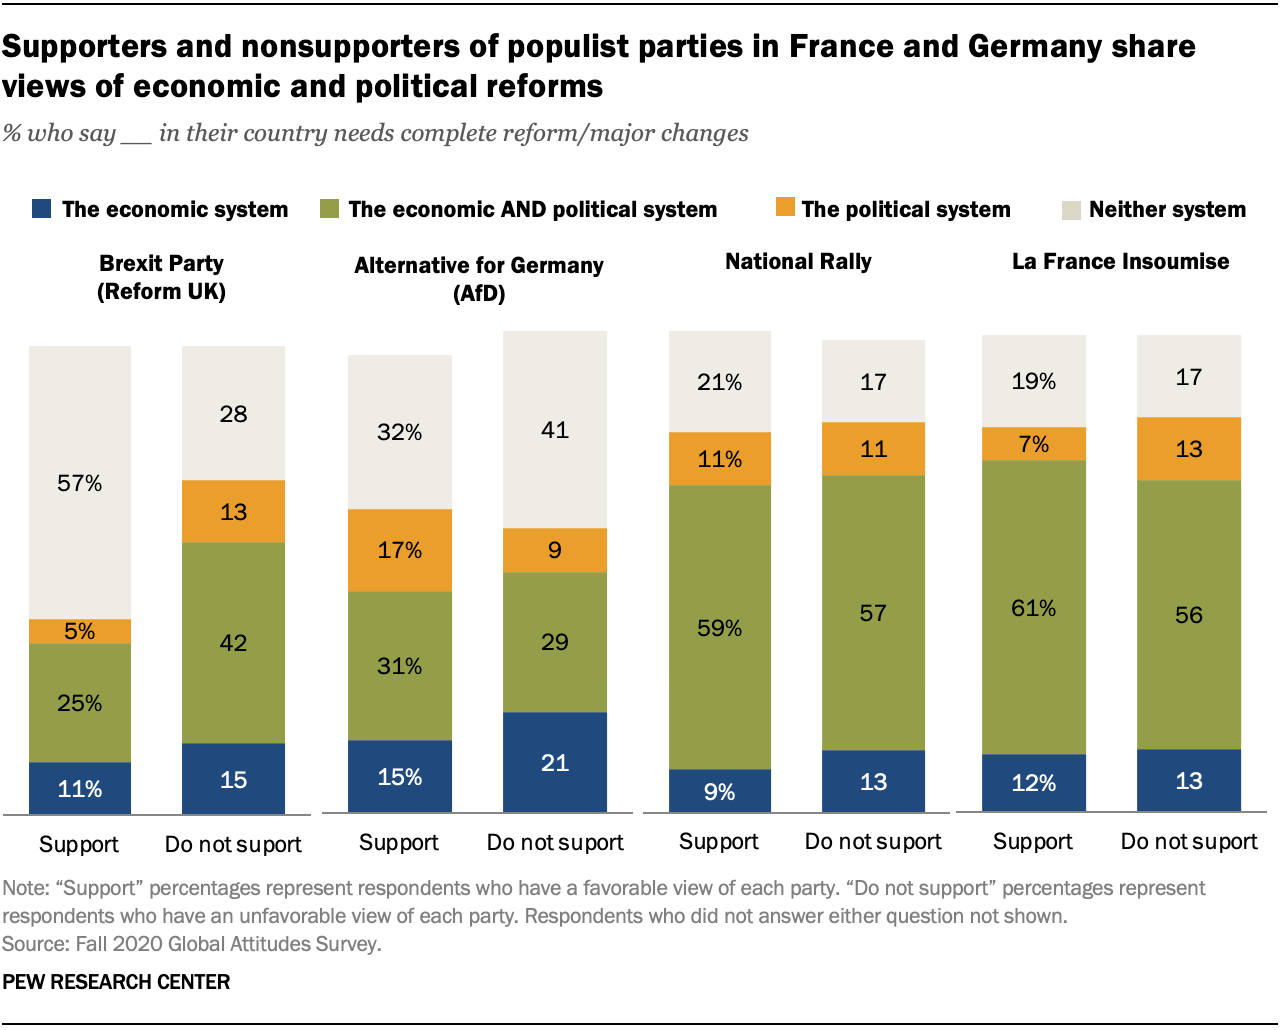 Supporters and nonsupporters of populist parties in France and Germany share
views of economic and political reforms
% who say __ in their country needs complete reform/major changes
The economic system
The economic AND political system
The political system
Neither system
Brexit Party
(Reform UK)
Alternative for Germany
(AfD)
National Rally
La France Insoumise
57%
5%
25%
11%
28
13
42
15
32%
17%
31%
15%
41
9
29
21
21%
11%
59%
9%
17
11
57
13
19%
7%
61%
12%
17
13
56
13
Support
Do not suport
Support
Do not suport
Support
Do not suport
Support
Do not suport
Note: “Support” percentages represent respondents who have a favorable view of each party. “Do not support” percentages represent
respondents who have an unfavorable view of each party. Respondents who did not answer either question not shown.
Source: Fall 2020 Global Attitudes Survey.
PEW RESEARCH CENTER